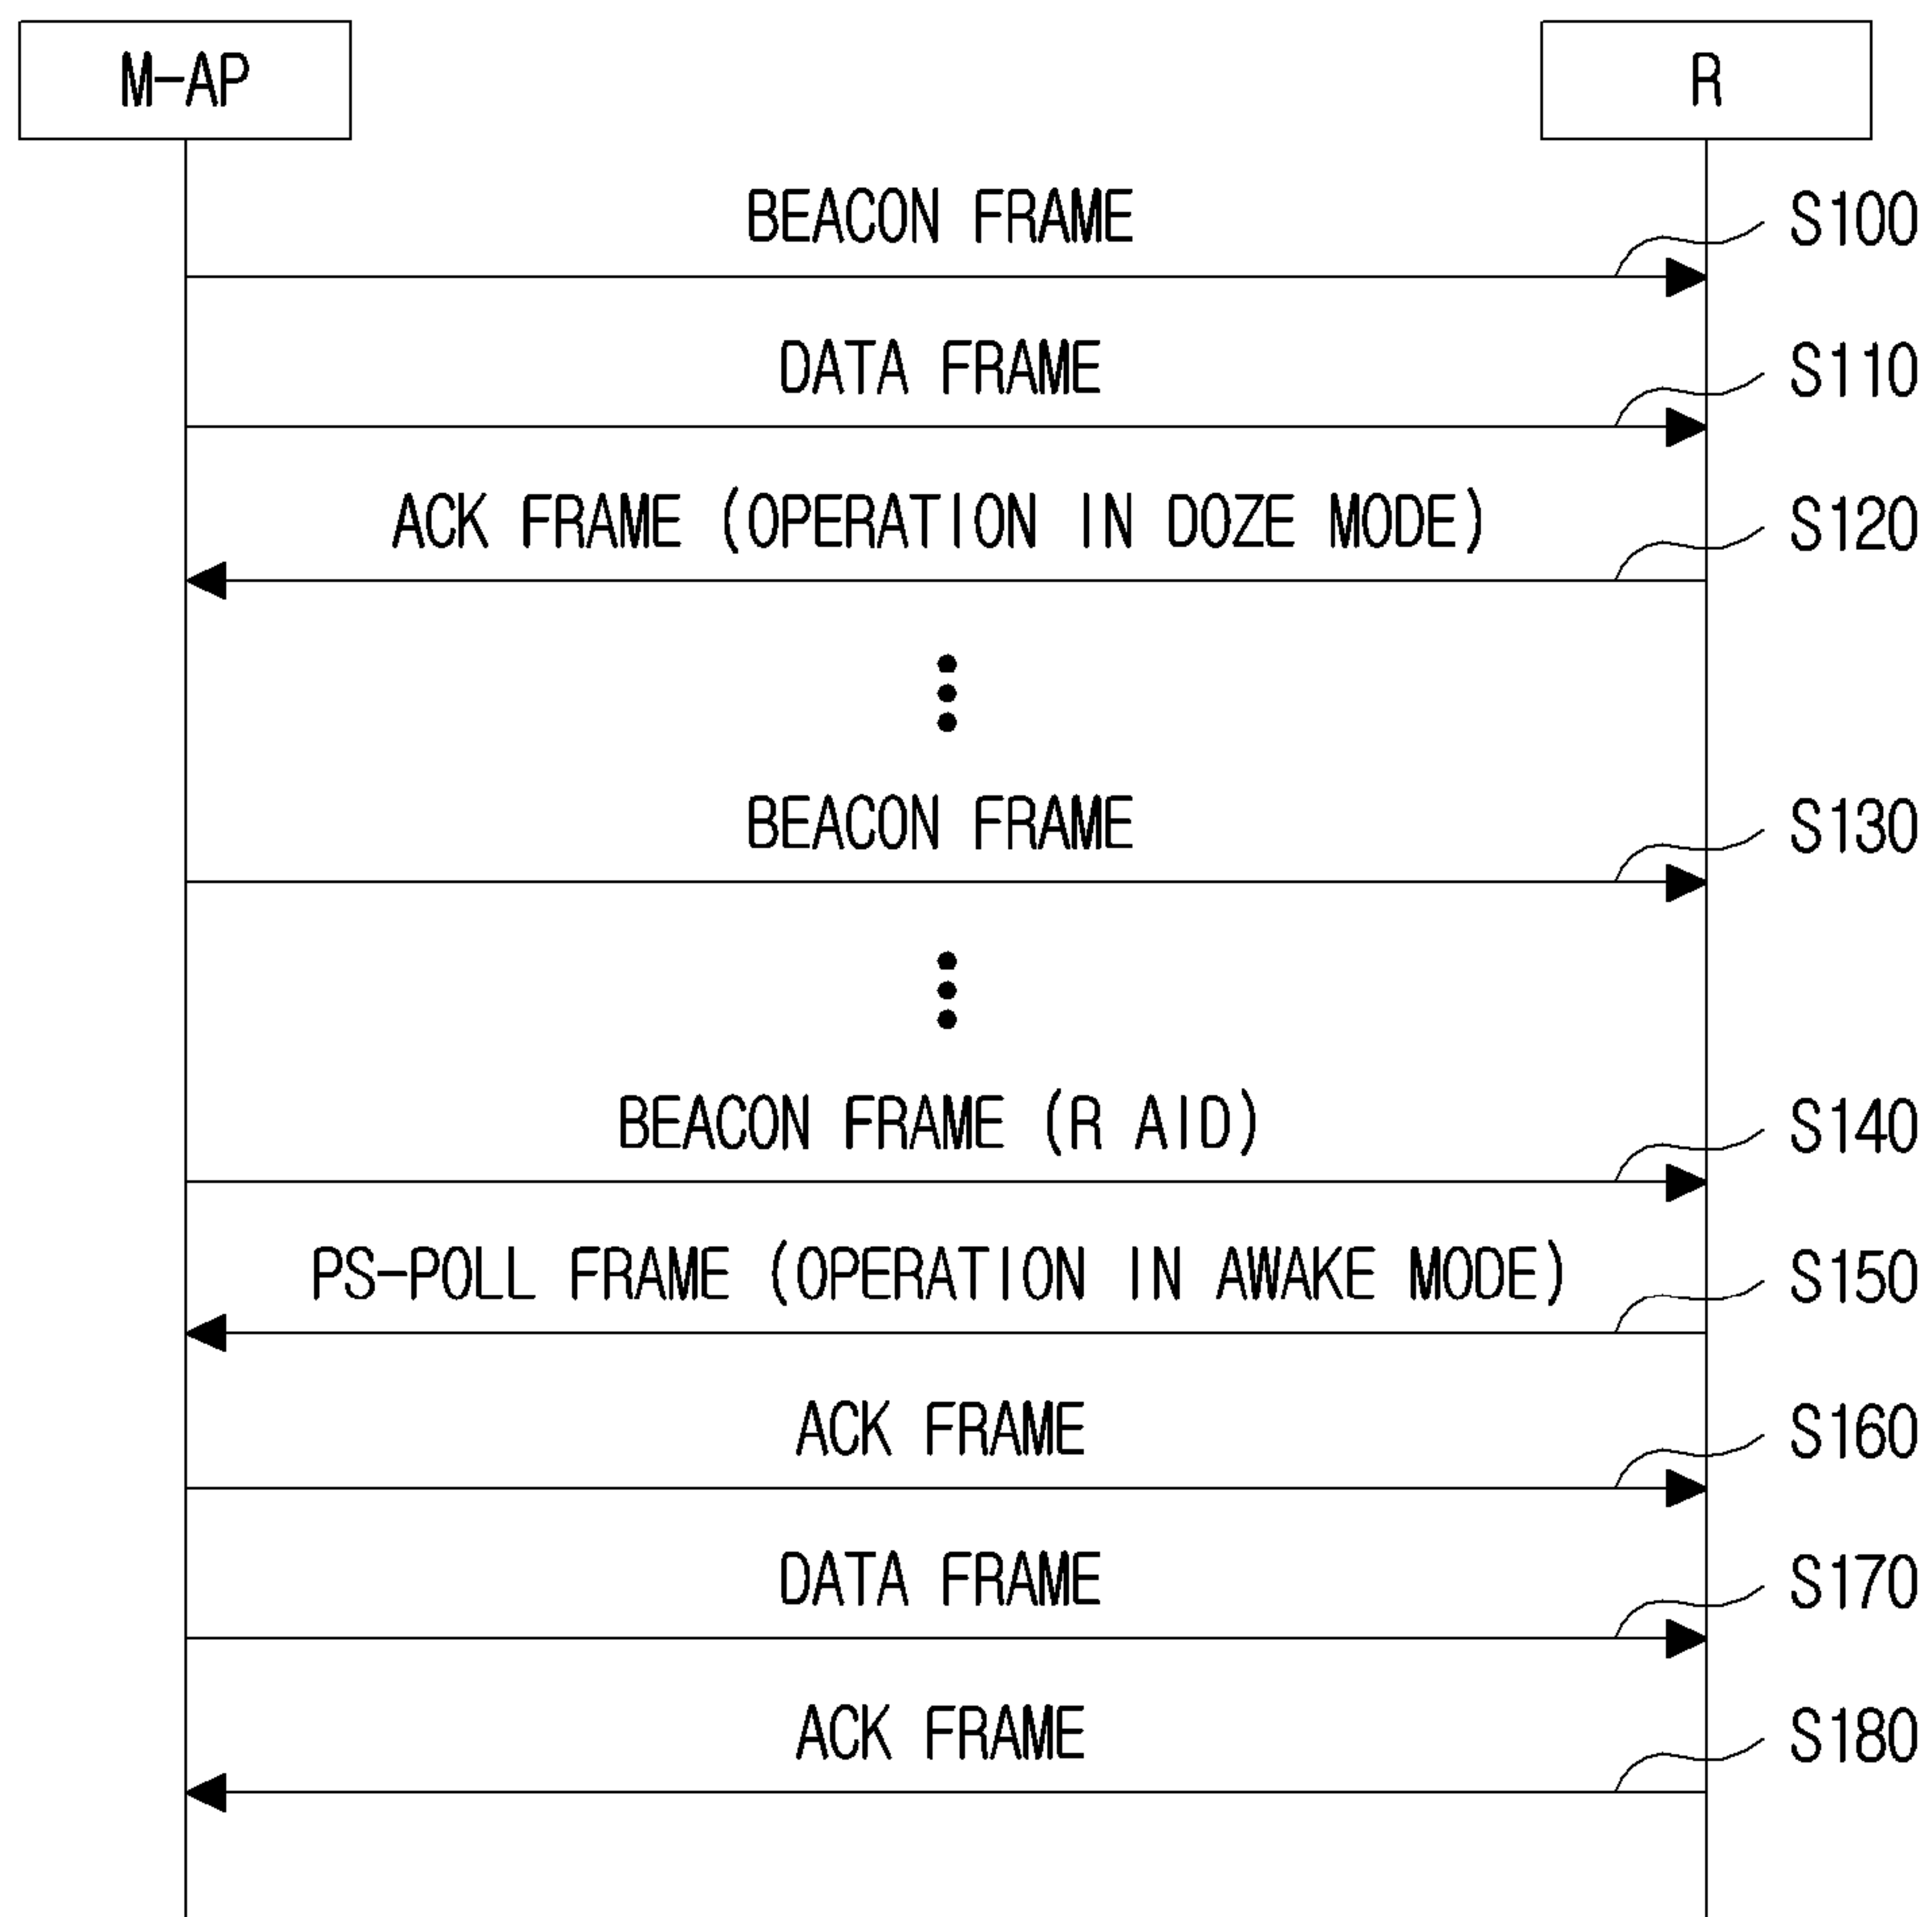 M-AP
R
BEACON FRAME
S100
DATA FRAME
S110
ACK FRAME (OPERATION IN DOZE MODE)
S120
BEACON FRAME
S130
BEACON FRAME (R AID)
S140
PS-POLL FRAME (OPERATION IN AWAKE MODE)
S150
ACK FRAME
S160
DATA FRAME
S170
ACK FRAME
S180